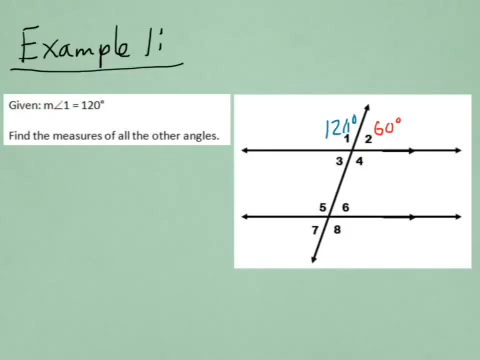 Example 1:
Given: m∠1 = 120°
Find the measures of all the other angles.
120° 60°
1 2
3 4
5 6
7 8